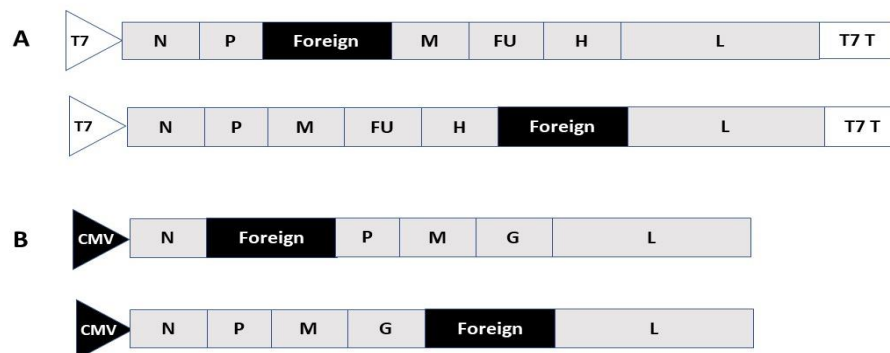 A T7 N P Foreign M FU H L T7 T
T7 N P M FU H Foreign L T7 T
B CMV N Foreign P M G L
CMV N P M G Foreign L